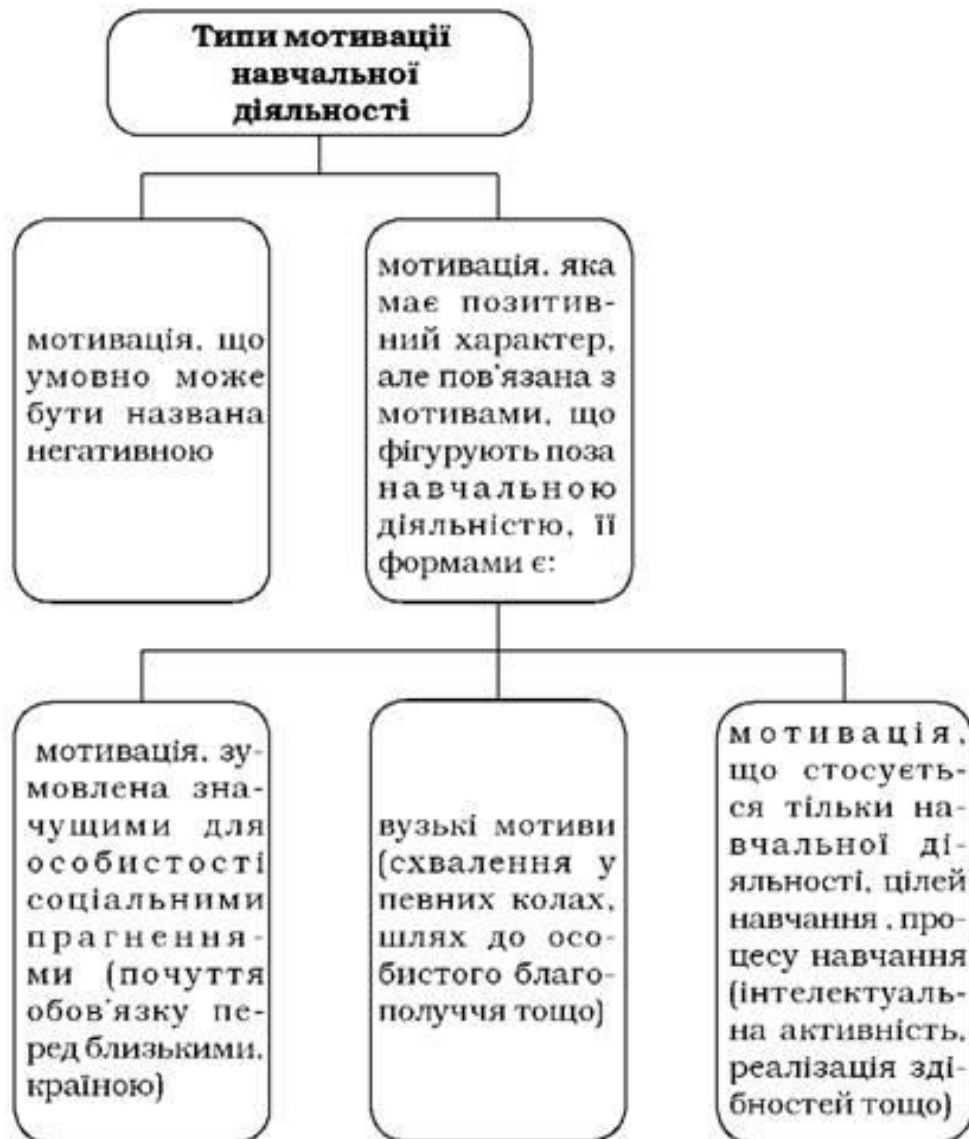 Типи мотивації
навчальної
діяльності
мотивація, що
умовно може
бути названа
негативною
мотивація, яка
має позитив-
ний характер,
але пов'язана з
мотивами, що
фігурують поза
навчальною
діяльністю, її
формами є:
мотивація, зу-
мовлена зна-
чущими для
особистості
соціальними
прагнення-
ми (почуття
обов'язку пе-
ред близькими,
країною)
вузькі мотиви
(схвалення у
певних колах,
шлях до осо-
бистого благо-
получчя тощо)
мотивація,
що стосуєть-
ся тільки на-
вчальної ді-
яльності, цілей
навчання , про-
цесу навчання
(інтелектуаль-
на активність,
реалізація зді-
бностей тощо)